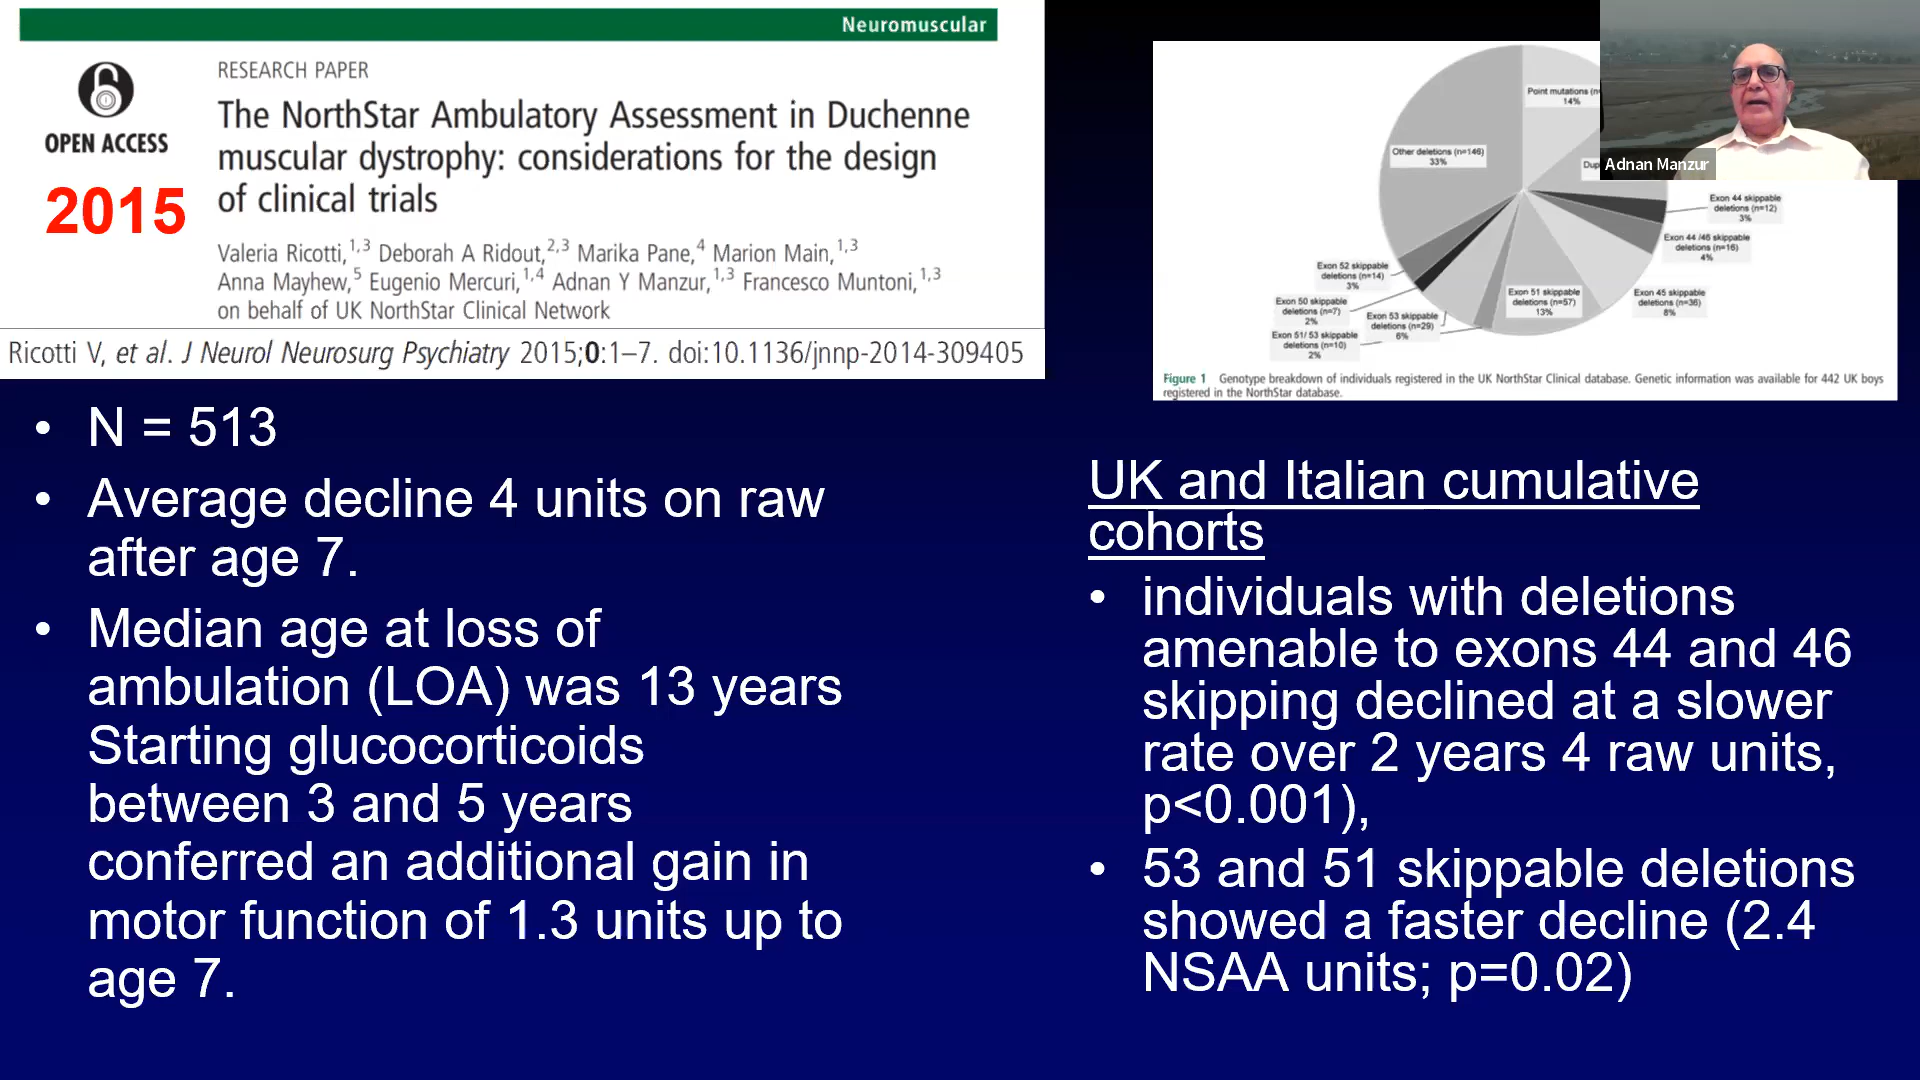 Neuromuscular
RESEARCH PAPER
OPEN ACCESS
2015
The NorthStar Ambulatory Assessment in Duchenne
muscular dystrophy: considerations for the design
of clinical trials
Valeria Ricotti,1,3 Deborah A Ridout,2,3 Marika Pane,4 Marion Main,1,3
Anna Mayhew,5 Eugenio Mercuri,1,4 Adnan Y Manzur,1,3 Francesco Muntoni,1,3
on behalf of UK NorthStar Clinical Network
Ricotti V, et al. J Neurol Neurosurg Psychiatry 2015;0:1–7. doi:10.1136/jnnp-2014-309405
• N = 513
• Average decline 4 units on raw
after age 7.
• Median age at loss of
ambulation (LOA) was 13 years
Starting glucocorticoids
between 3 and 5 years
conferred an additional gain in
motor function of 1.3 units up to
age 7.
Point mutations
14%
Other deletions (n=146)
33%
Adnan Manzur
Exon 44 skippable
deletions (n=12)
3%
Exon 44 /46 skippable
deletions (n=16)
4%
Exon 45 skippable
deletions (n=36)
8%
Exon 51 skippable
deletions (n=57)
13%
Exon 53 skippable
deletions (n=29)
6%
Exon 51/ 53 skippable
deletions (n=10)
2%
Exon 50 skippable
deletions (n=7)
2%
Exon 52 skippable
deletions (n=14)
3%
Figure 1 Genotype breakdown of individuals registered in the UK NorthStar Clinical database. Genetic information was available for 442 UK boys
registered in the NorthStar database.
UK and Italian cumulative
cohorts
• individuals with deletions
amenable to exons 44 and 46
skipping declined at a slower
rate over 2 years 4 raw units,
p<0.001),
• 53 and 51 skippable deletions
showed a faster decline (2.4
NSAA units; p=0.02)